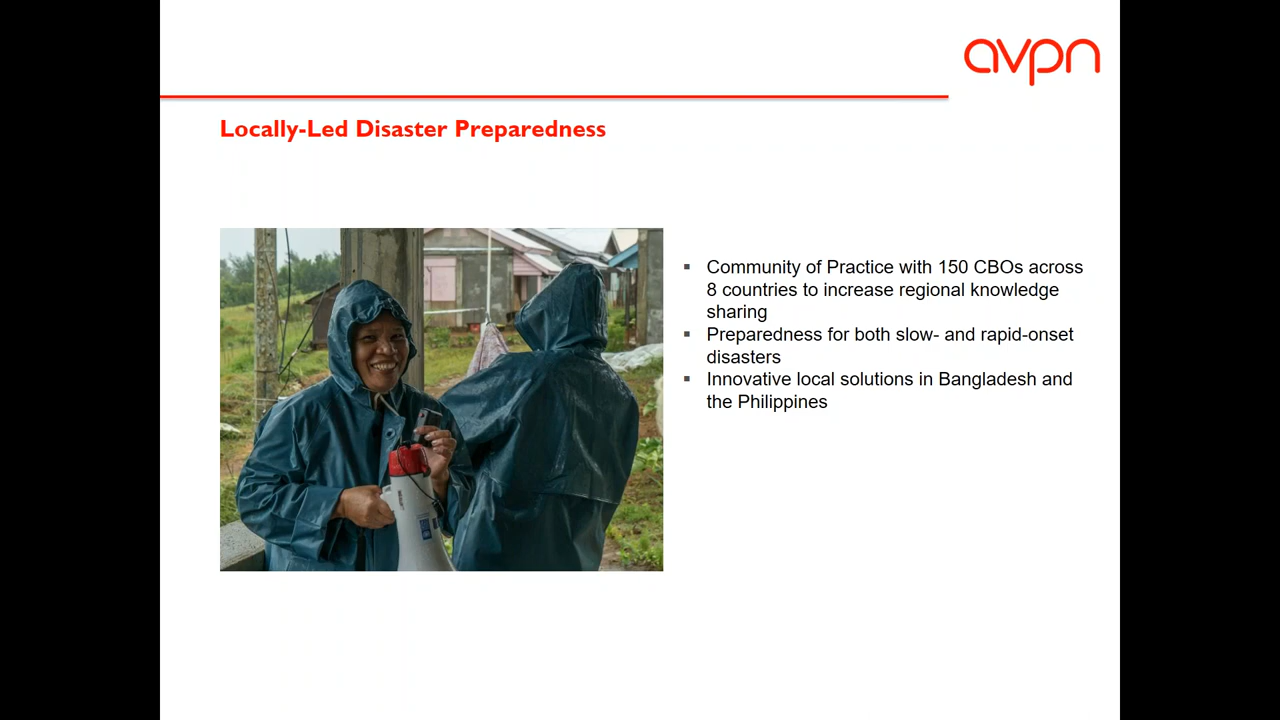 avpn
Locally-Led Disaster Preparedness
▪ Community of Practice with 150 CBOs across
8 countries to increase regional knowledge
sharing
▪ Preparedness for both slow- and rapid-onset
disasters
▪ Innovative local solutions in Bangladesh and
the Philippines